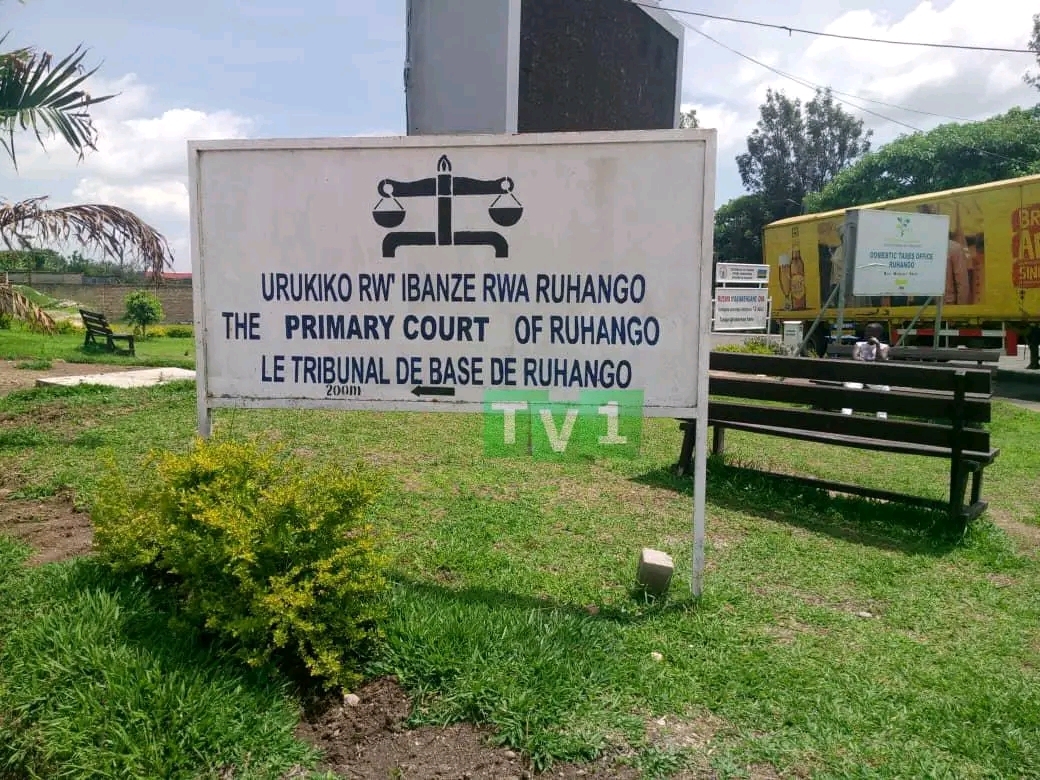 URUKIKO RW' IBANZE RWA RUHANGO
THE PRIMARY COURT OF RUHANGO
LE TRIBUNAL DE BASE DE RUHANGO
200m
TV1
DOMESTIC TAXES OFFICE
RUHANGO